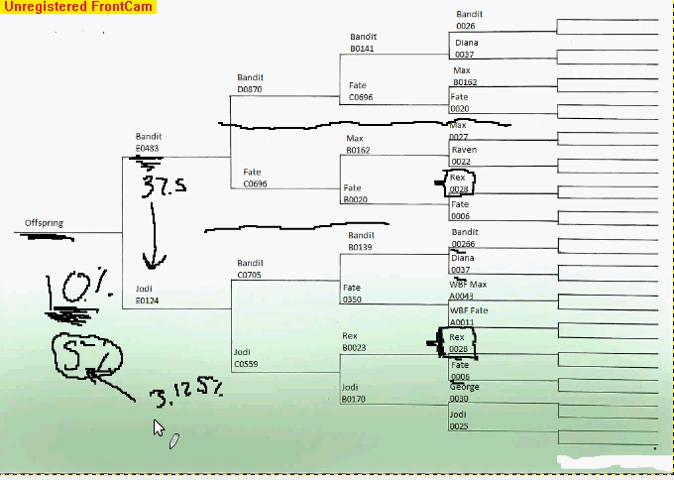 Unregistered FrontCam
Offspring
Bandit
E0483
37.5
Jodi
E0124
10%
5%
3.125%
Bandit
D0870
Fate
C0696
Bandit
C0705
Jodi
C0559
Bandit
B0141
Fate
C0696
Max
B0162
Fate
B0020
Bandit
B0139
Fate
0350
Rex
B0023
Jodi
B0170
Bandit
0026
Diana
0037
Max
B0162
Fate
0020
Max
0027
Raven
0022
Rex
0028
Fate
0006
Bandit
00266
Diana
0037
WBF Max
A0043
WBF Fate
A0011
Rex
0028
Fate
0006
George
0030
Jodi
0025